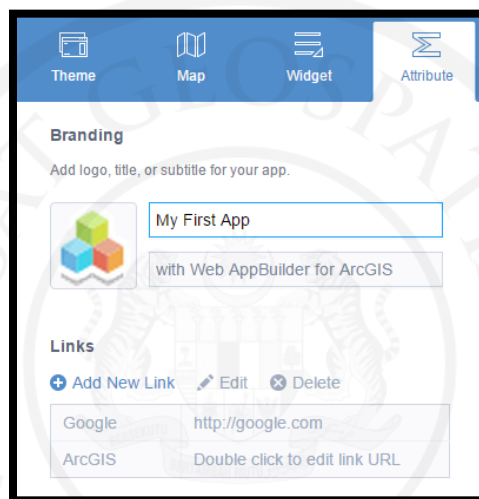 Theme Map Widget Attribute
Branding
Add logo, title, or subtitle for your app.
My First App
with Web AppBuilder for ArcGIS
Links
Add New Link Edit Delete
Google http://google.com
ArcGIS Double click to edit link URL